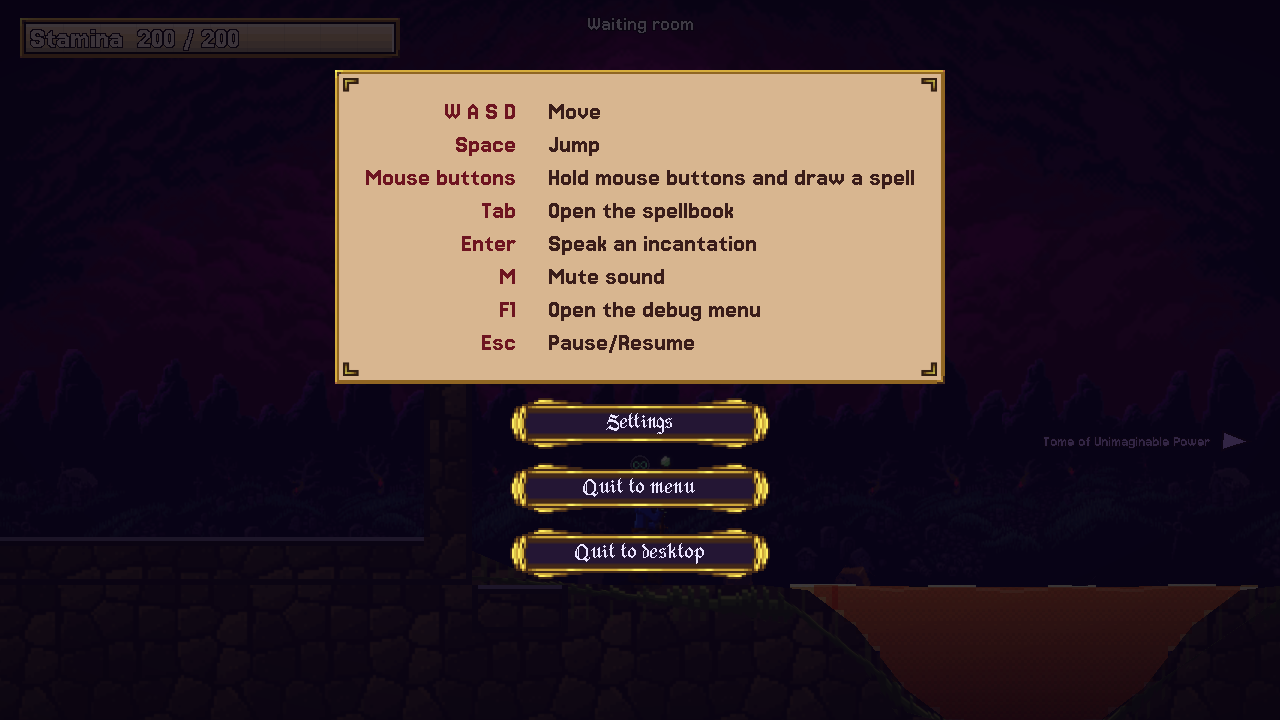 Waiting room
Stamina 200 / 200
W A S D Move
Space Jump
Mouse buttons Hold mouse buttons and draw a spell
Tab Open the spellbook
Enter Speak an incantation
M Mute sound
F1 Open the debug menu
Esc Pause/Resume
Settings
Tome of Unimaginable Power
Quit to menu
Quit to desktop